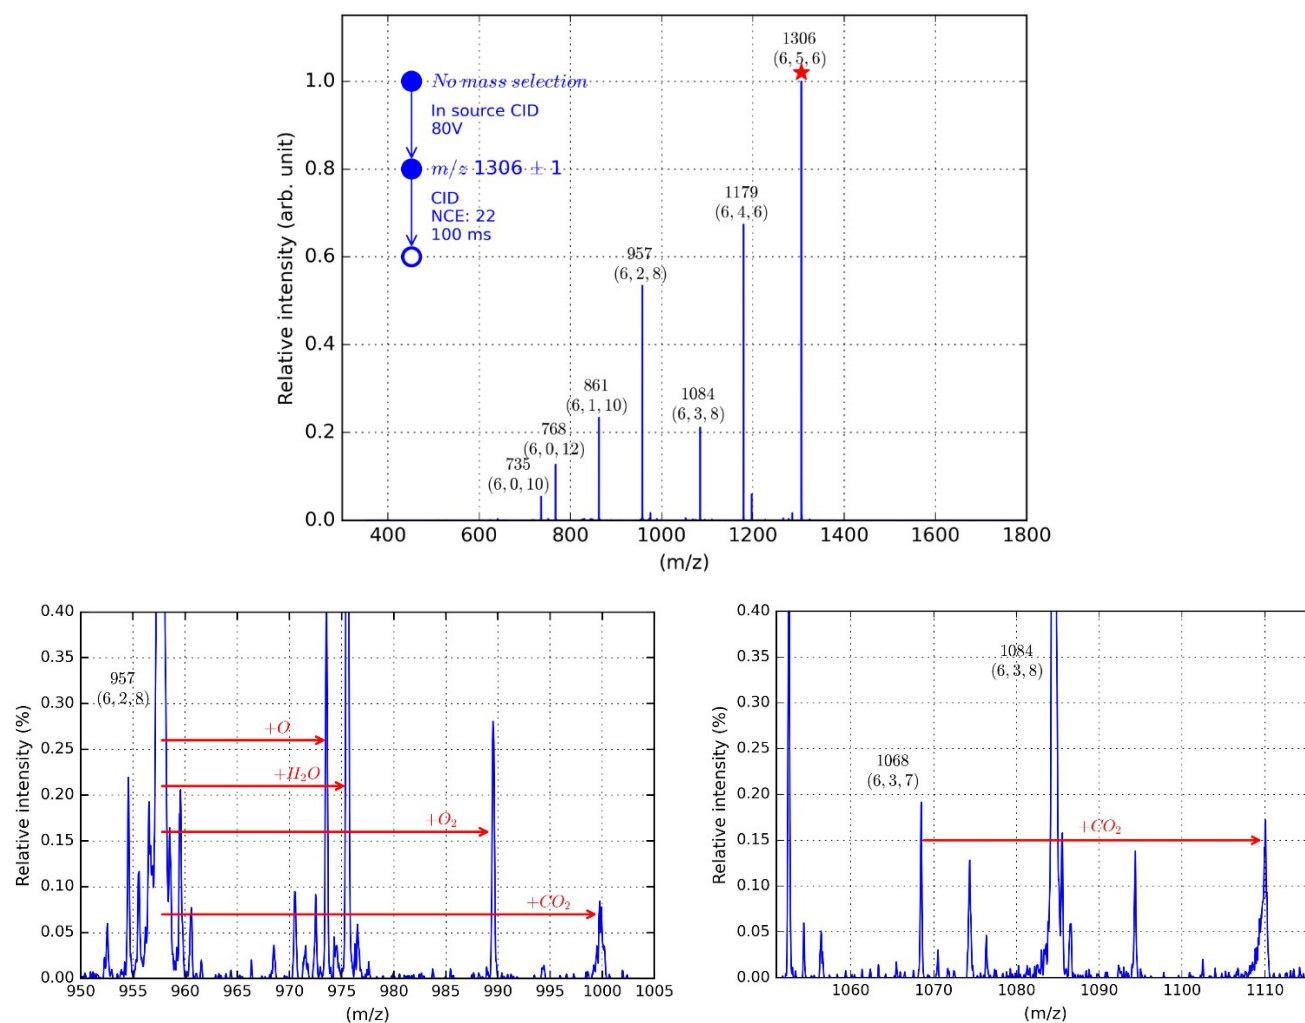 1306
(6, 5, 6)
1.0
No mass selection
In source CID
80V
0.8
m/z 1306 ± 1
CID
NCE: 22
100 ms
1179
(6, 4, 6)
0.6
957
(6, 2, 8)
0.4
861
(6, 1, 10)
1084
(6, 3, 8)
768
(6, 0, 12)
0.2
735
(6, 0, 10)
0.0
Relative intensity (arb. unit)
400 600 800 1000 1200 1400 1600 1800
(m/z)
0.40
0.35
0.30
0.25
0.20
0.15
0.10
0.05
0.00
Relative intensity (%)
957
(6, 2, 8)
+O
+H₂O
+O₂
+CO₂
950 955 960 965 970 975 980 985 990 995 1000 1005
(m/z)
0.40
0.35
0.30
0.25
0.20
0.15
0.10
0.05
0.00
Relative intensity (%)
1084
(6, 3, 8)
1068
(6, 3, 7)
+CO₂
1060 1070 1080 1090 1100 1110
(m/z)